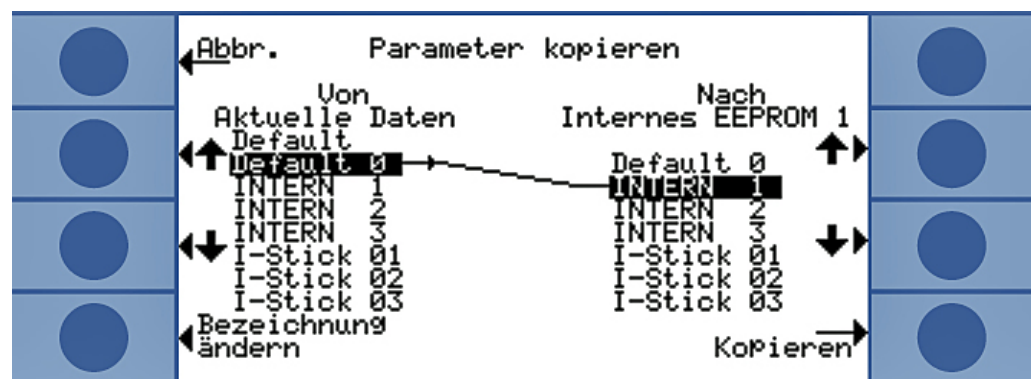 Abbr. Parameter kopieren
Von Nach
Aktuelle Daten Internes EEPROM 1
Default
Default 0 Default 0
INTERN 1 INTERN 1
INTERN 2 INTERN 2
INTERN 3 INTERN 3
I-Stick 01 I-Stick 01
I-Stick 02 I-Stick 02
I-Stick 03 I-Stick 03
Bezeichnung
ändern Kopieren